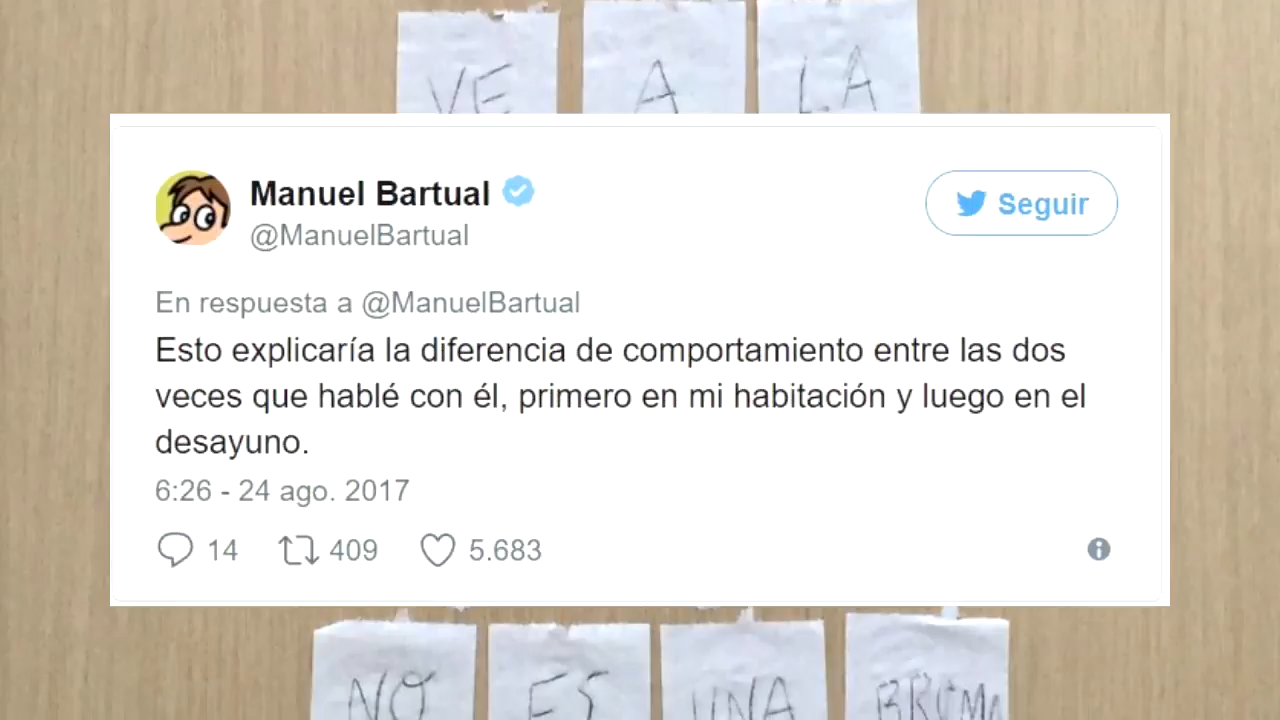 VE A LA
Manuel Bartual
@ManuelBartual
Seguir
En respuesta a @ManuelBartual
Esto explicaría la diferencia de comportamiento entre las dos
veces que hablé con él, primero en mi habitación y luego en el
desayuno.
6:26 - 24 ago. 2017
14 409 5.683
NO ES UNA BROMA